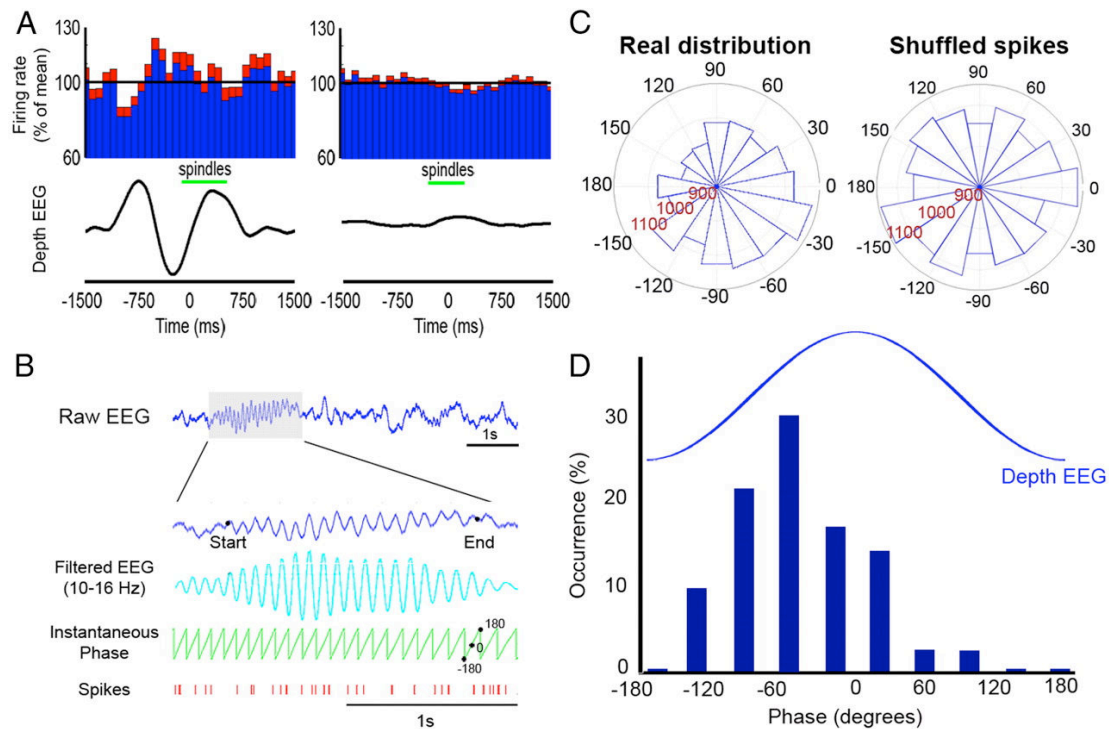 A
130
100
60
Firing rate
(% of mean)
spindles
spindles
Depth EEG
-1500 -750 0 750 1500
Time (ms)
-1500 -750 0 750 1500
Time (ms)
B
Raw EEG
1s
Start
End
Filtered EEG
(10-16 Hz)
Instantaneous
Phase
180
0
-180
Spikes
1s
C
Real distribution
90
120
60
150
30
180
0
900
1000
1100
-150
-30
-120
-60
-90
Shuffled spikes
90
120
60
150
30
180
0
900
1000
1100
-150
-30
-120
-60
-90
D
30
20
10
0
Occurrence (%)
Depth EEG
-180 -120 -60 0 60 120 140 180
Phase (degrees)